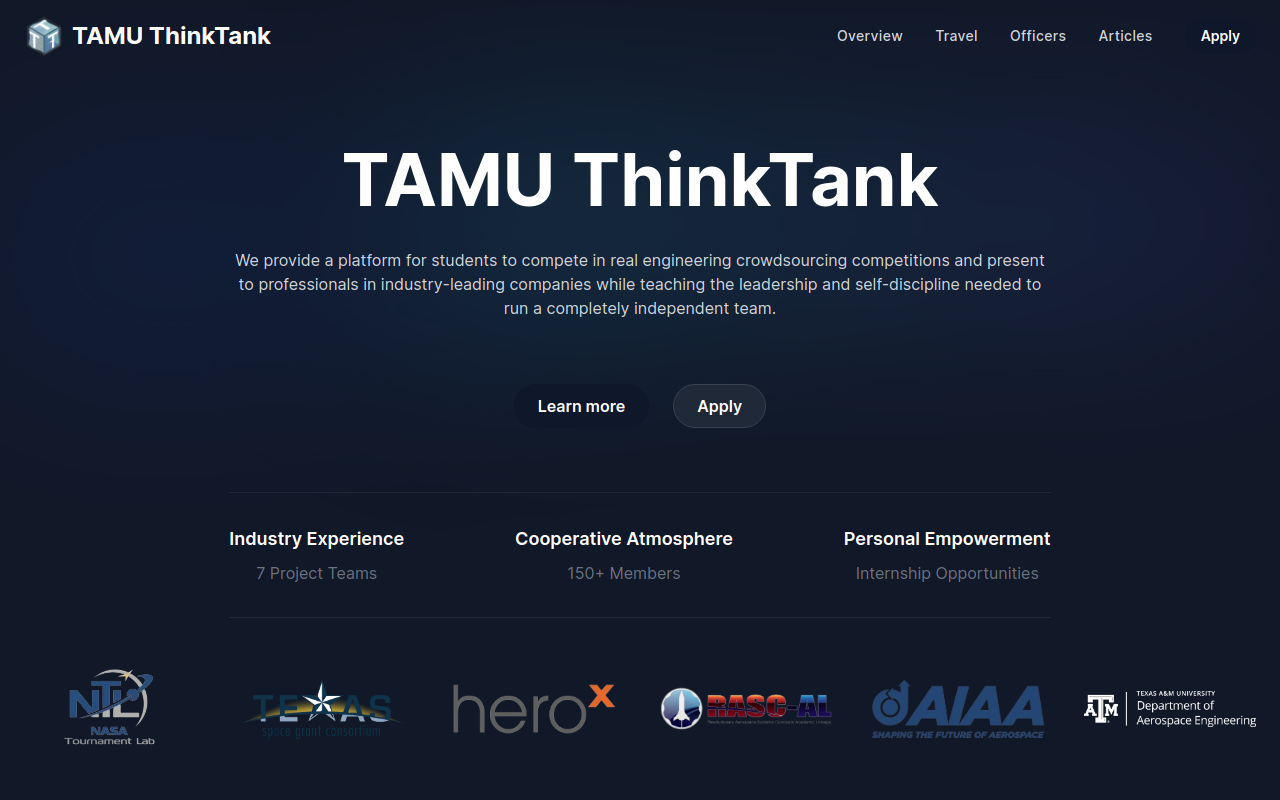 TAMU ThinkTank
Overview
Travel
Officers
Articles
Apply
TAMU ThinkTank
We provide a platform for students to compete in real engineering crowdsourcing competitions and present
to professionals in industry-leading companies while teaching the leadership and self-discipline needed to
run a completely independent team.
Learn more
Apply
Industry Experience
Cooperative Atmosphere
Personal Empowerment
7 Project Teams
150+ Members
Internship Opportunities
NTL
NASA
Tournament Lab
TEXAS
space grant consortium
herox
RASC-AL
AIAA
SHAPING THE FUTURE OF AEROSPACE
ATM
TEXAS A&M UNIVERSITY
Department of
Aerospace Engineering